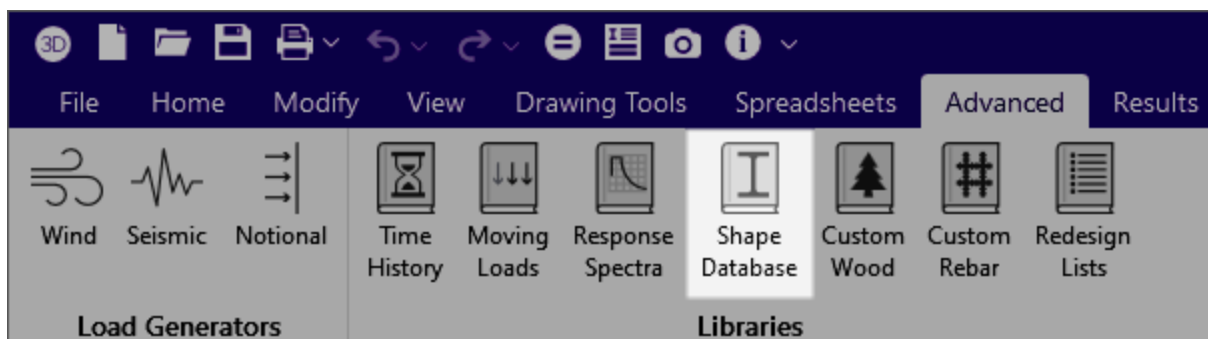 3D
File Home Modify View Drawing Tools Spreadsheets Advanced Results
Wind Seismic Notional Time Moving Response Shape Custom Custom Redesign
History Loads Spectra Database Wood Rebar Lists
Load Generators Libraries